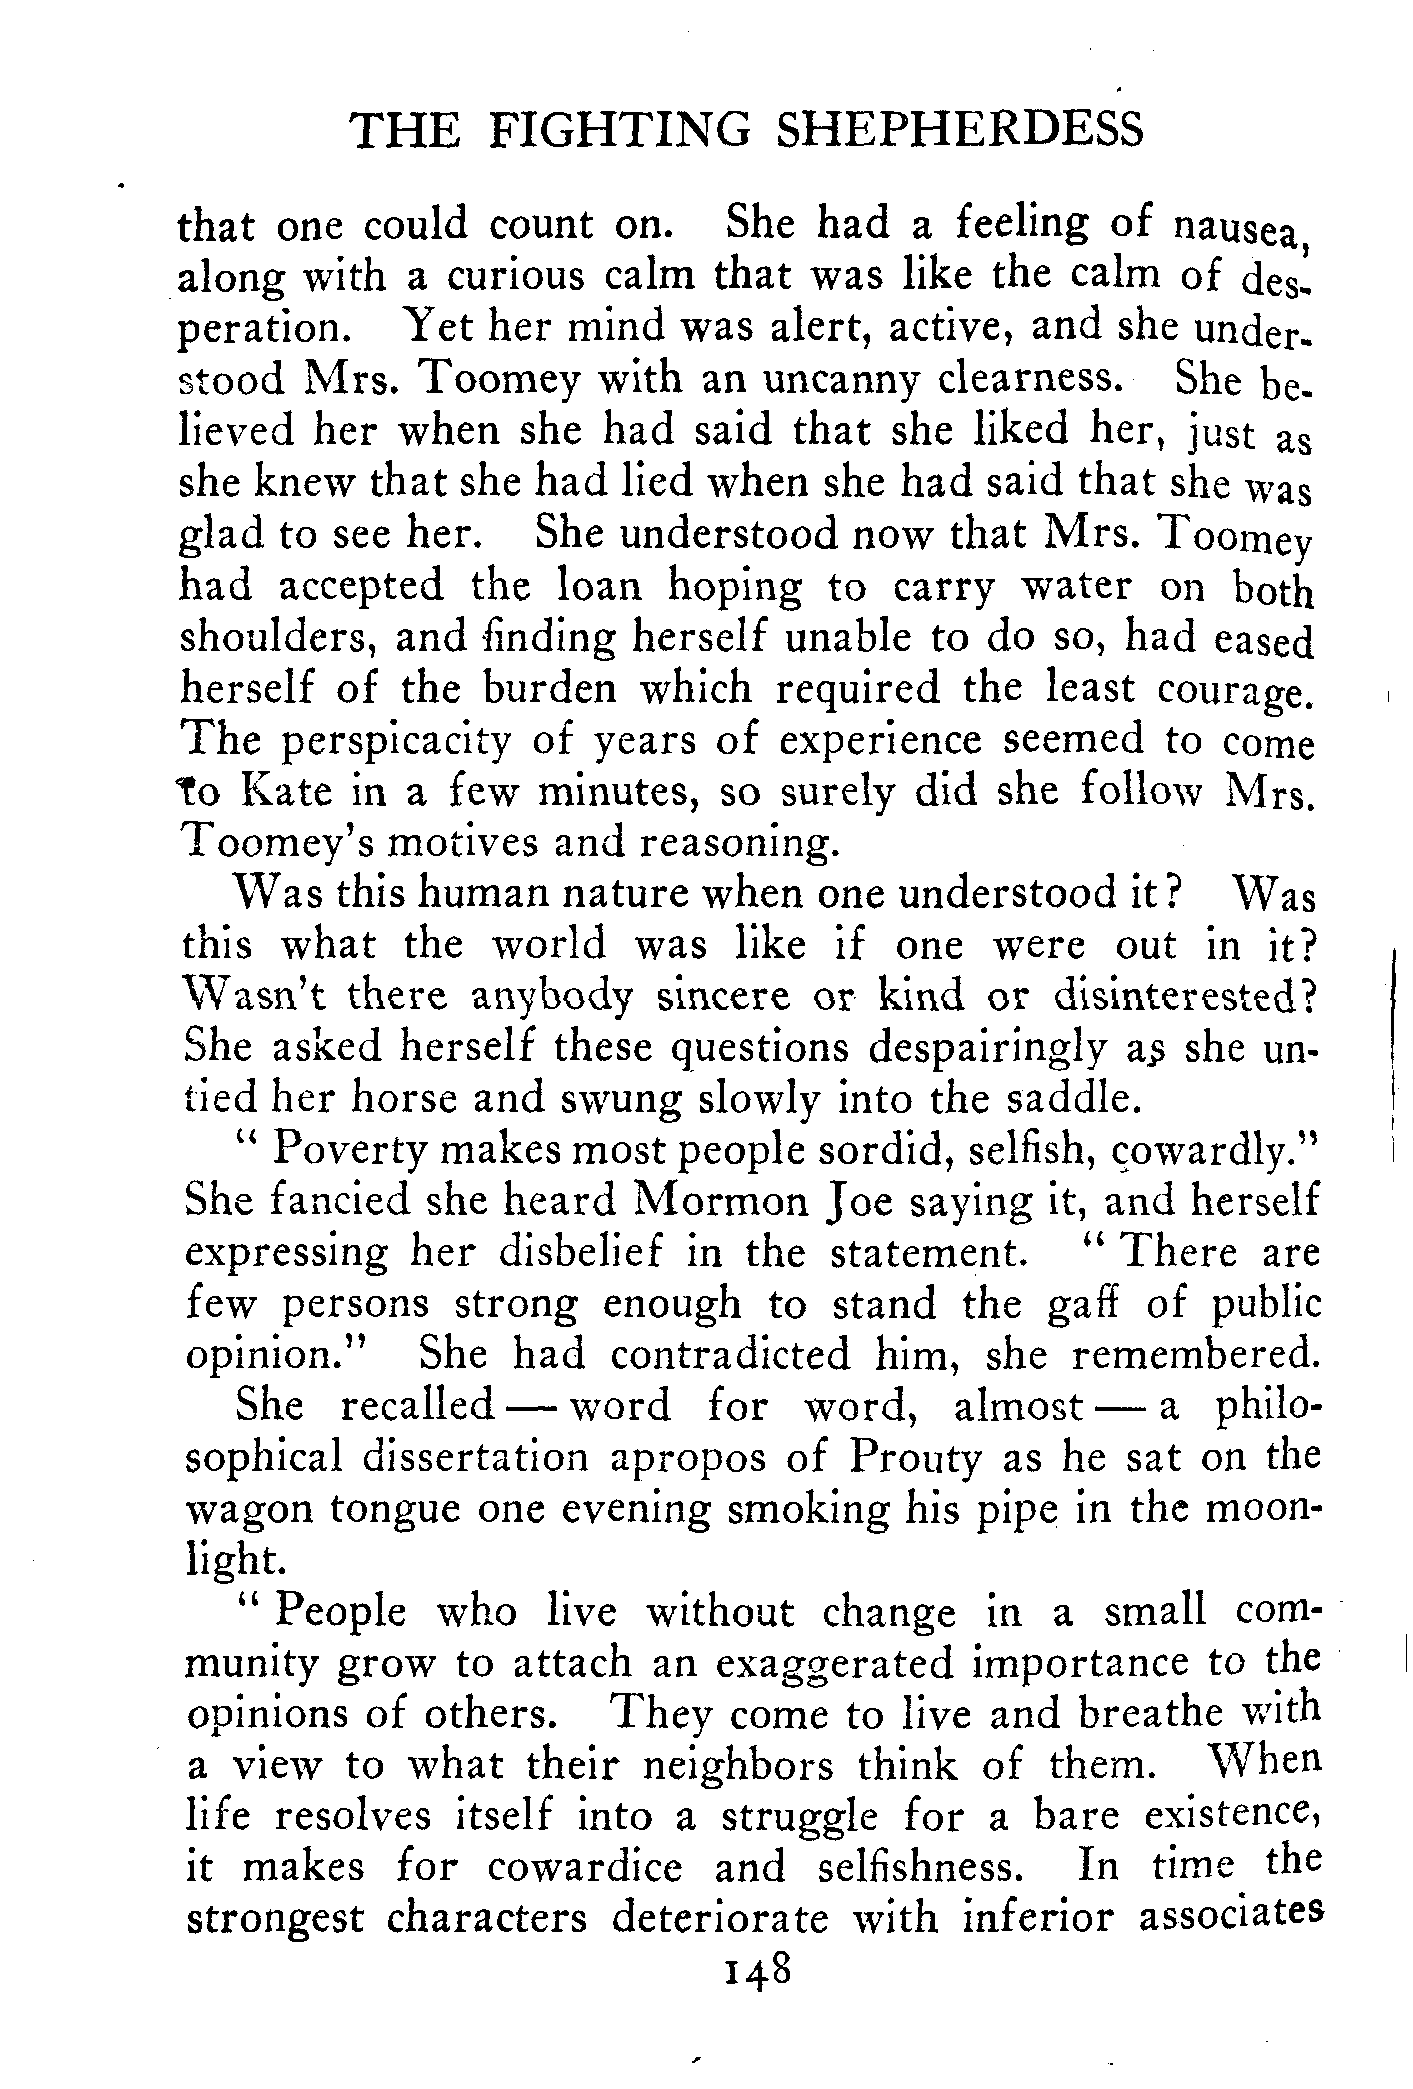 THE FIGHTING SHEPHERDESS
that one could count on. She had a feeling of nausea,
along with a curious calm that was like the calm of des-
peration. Yet her mind was alert, active, and she under-
stood Mrs. Toomey with an uncanny clearness. She be-
lieved her when she had said that she liked her, just as
she knew that she had lied when she had said that she was
glad to see her. She understood now that Mrs. Toomey
had accepted the loan hoping to carry water on both
shoulders, and finding herself unable to do so, had eased
herself of the burden which required the least courage.
The perspicacity of years of experience seemed to come
to Kate in a few minutes, so surely did she follow Mrs.
Toomey's motives and reasoning.
Was this human nature when one understood it? Was
this what the world was like if one were out in it?
Wasn't there anybody sincere or kind or disinterested?
She asked herself these questions despairingly as she un-
tied her horse and swung slowly into the saddle.
" Poverty makes most people sordid, selfish, cowardly."
She fancied she heard Mormon Joe saying it, and herself
expressing her disbelief in the statement. " There are
few persons strong enough to stand the gaff of public
opinion." She had contradicted him, she remembered.
She recalled — word for word, almost — a philo-
sophical dissertation apropos of Prouty as he sat on the
wagon tongue one evening smoking his pipe in the moon-
light.
" People who live without change in a small com-
munity grow to attach an exaggerated importance to the
opinions of others. They come to live and breathe with
a view to what their neighbors think of them. When
life resolves itself into a struggle for a bare existence,
it makes for cowardice and selfishness. In time the
strongest characters deteriorate with inferior associates
148